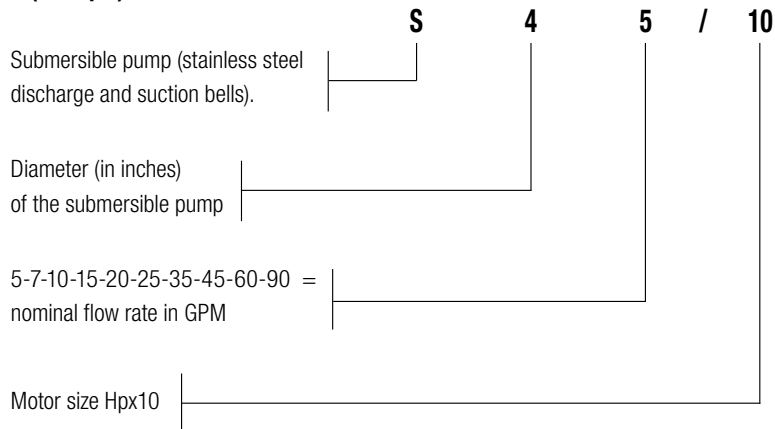 S 4 5 / 10
Submersible pump (stainless steel
discharge and suction bells).
Diameter (in inches)
of the submersible pump
5-7-10-15-20-25-35-45-60-90 =
nominal flow rate in GPM
Motor size Hpx10